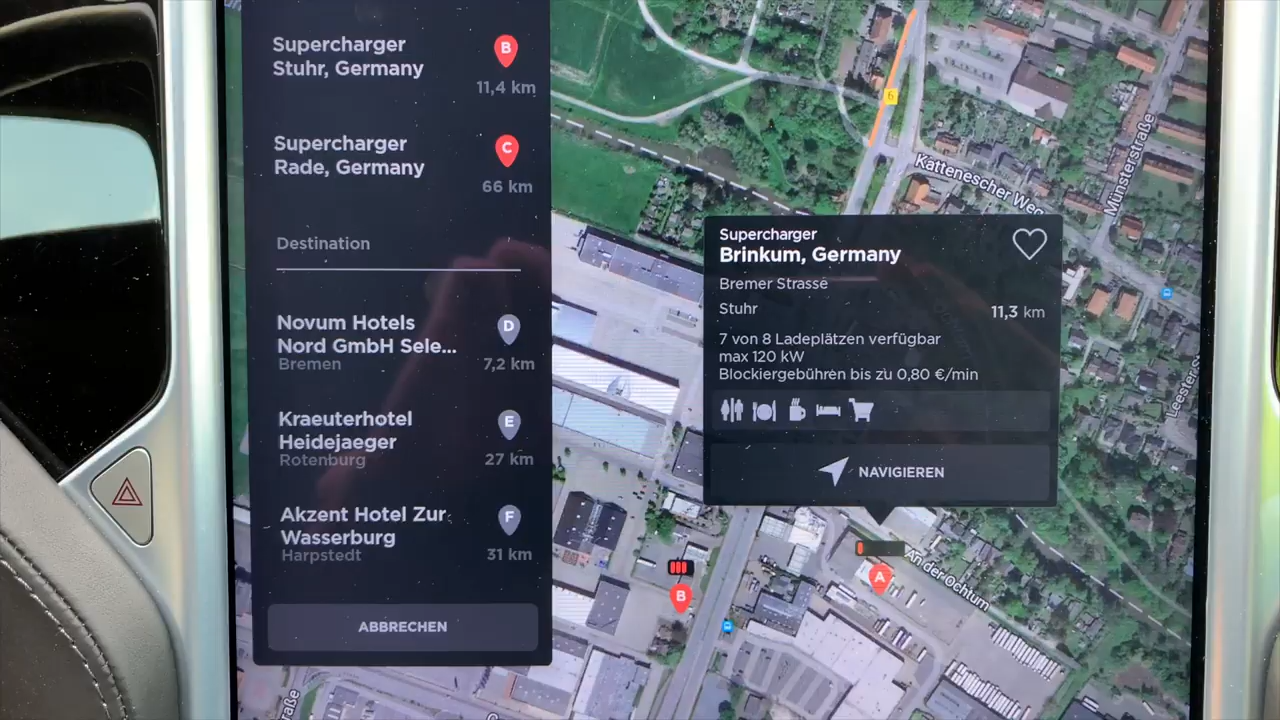 Supercharger
Stuhr, Germany
B
11,4 km
Supercharger
Rade, Germany
C
66 km
Destination
Novum Hotels
Nord GmbH Sele...
Bremen
D
7,2 km
Kraeuterhotel
Heidejaeger
Rotenburg
E
27 km
Akzent Hotel Zur
Wasserburg
Harpstedt
F
31 km
ABBRECHEN
6
Kattenescher Weg
Münsterstraße
Supercharger
Brinkum, Germany
Bremer Strasse
Stuhr
11,3 km
7 von 8 Ladeplätzen verfügbar
max 120 kW
Blockiergebühren bis zu 0,80 €/min
NAVIGIEREN
A
B
An der Ochtum